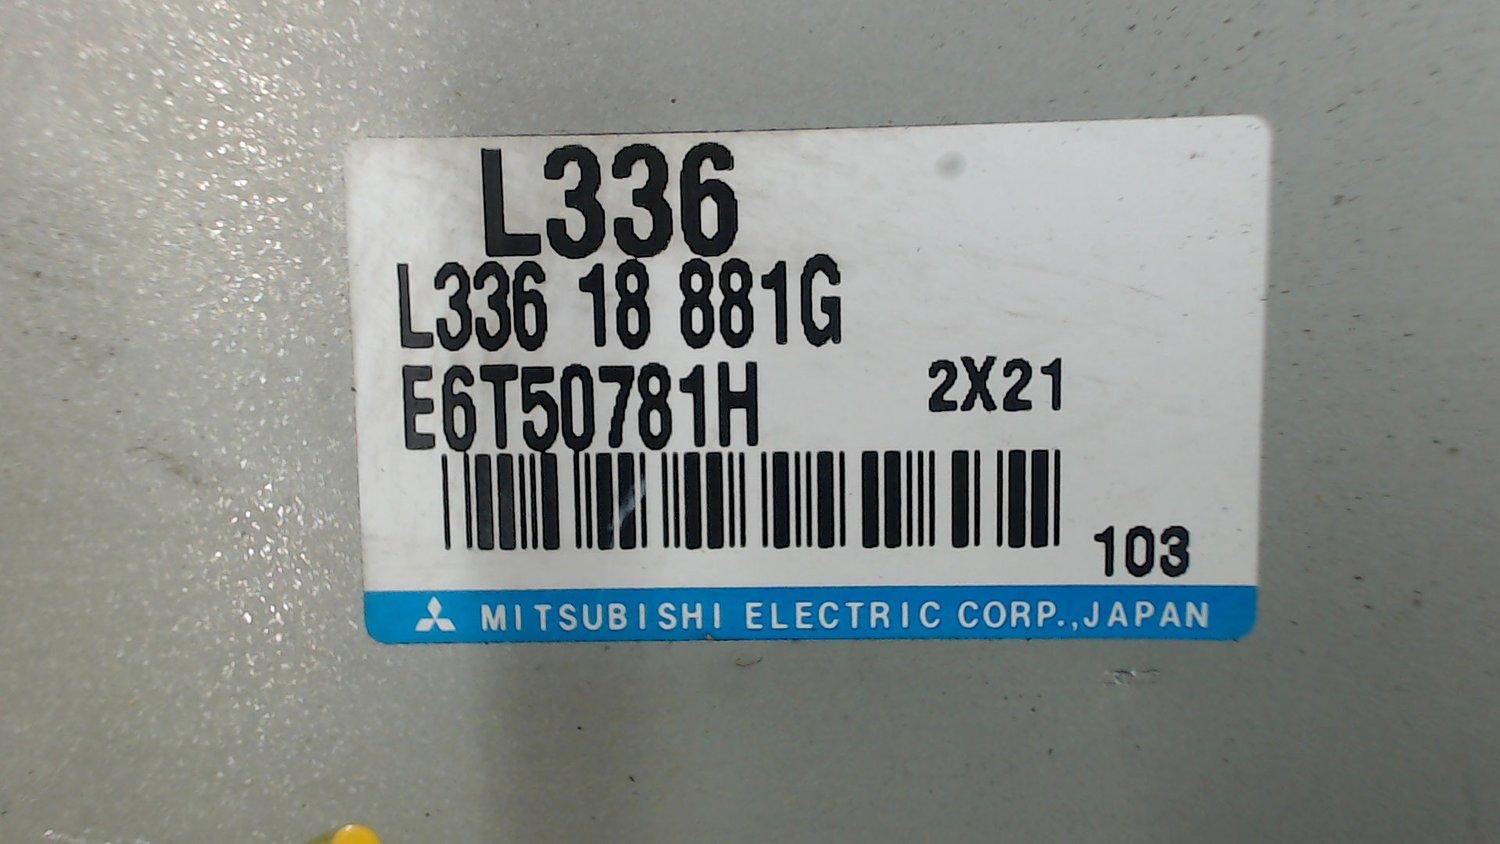 L336
L336 18 881G
E6T50781H 2X21
103
MITSUBISHI ELECTRIC CORP.,JAPAN